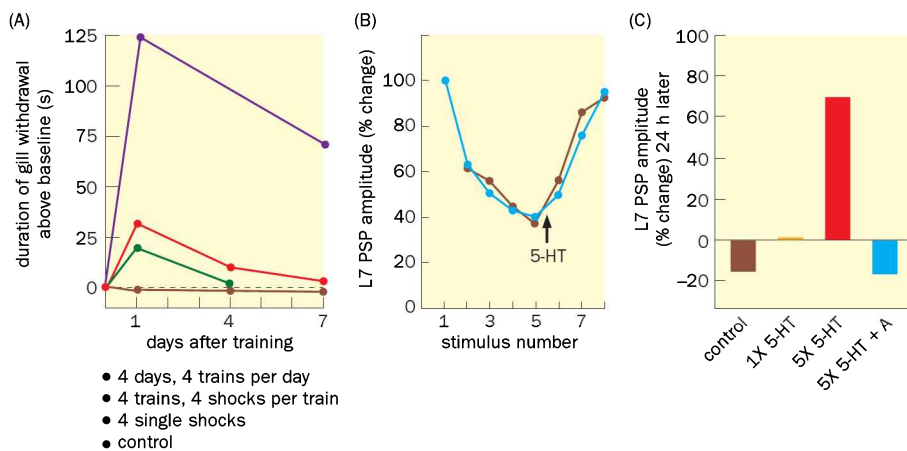 (A)
125
100
75
50
25
0
1
4
7
duration of gill withdrawal
above baseline (s)
days after training
● 4 days, 4 trains per day
● 4 trains, 4 shocks per train
● 4 single shocks
● control
(B)
100
80
60
40
20
0
1
3
5
7
L7 PSP amplitude (% change)
5-HT
stimulus number
(C)
100
80
60
40
20
0
−20
L7 PSP amplitude
(% change) 24 h later
control
1X 5-HT
5X 5-HT
5X 5-HT + A